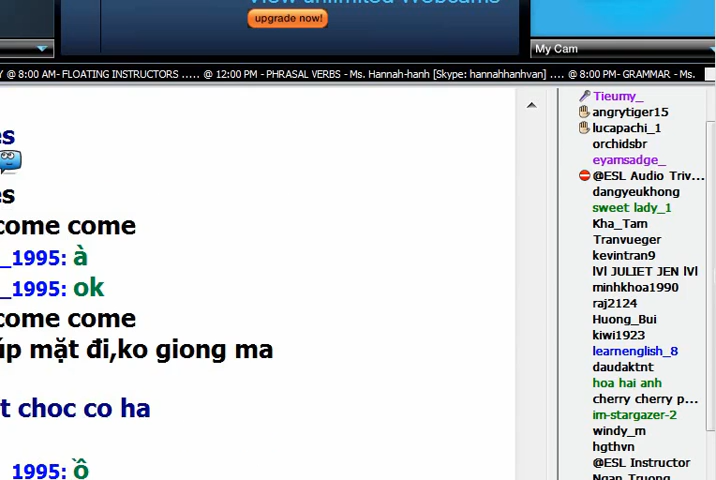 upgrade now!
My Cam
@ 8:00 AM- FLOATING INSTRUCTORS ..... @ 12:00 PM - PHRASAL VERBS - Ms. Hannah-hanh [Skype: hannahhanhvan] .... @ 8:00 PM- GRAMMAR - Ms.
es
es
come come
_1995: à
_1995: ok
come come
úp mặt đi,ko giong ma
t choc co ha
_1995: ồ
Tieumy_
angrytiger15
lucapachi_1
orchidsbr
eyamsadge_
@ESL Audio Triv...
dangyeukhong
sweet lady_1
Kha_Tam
Tranvueger
kevintran9
lVl JULIET JEN lVl
minhkhoa1990
raj2124
Huong_Bui
kiwi1923
learnenglish_8
daudaktnt
hoa hai anh
cherry cherry p...
im-stargazer-2
windy_m
hgthvn
@ESL Instructor
Ngan_Truong